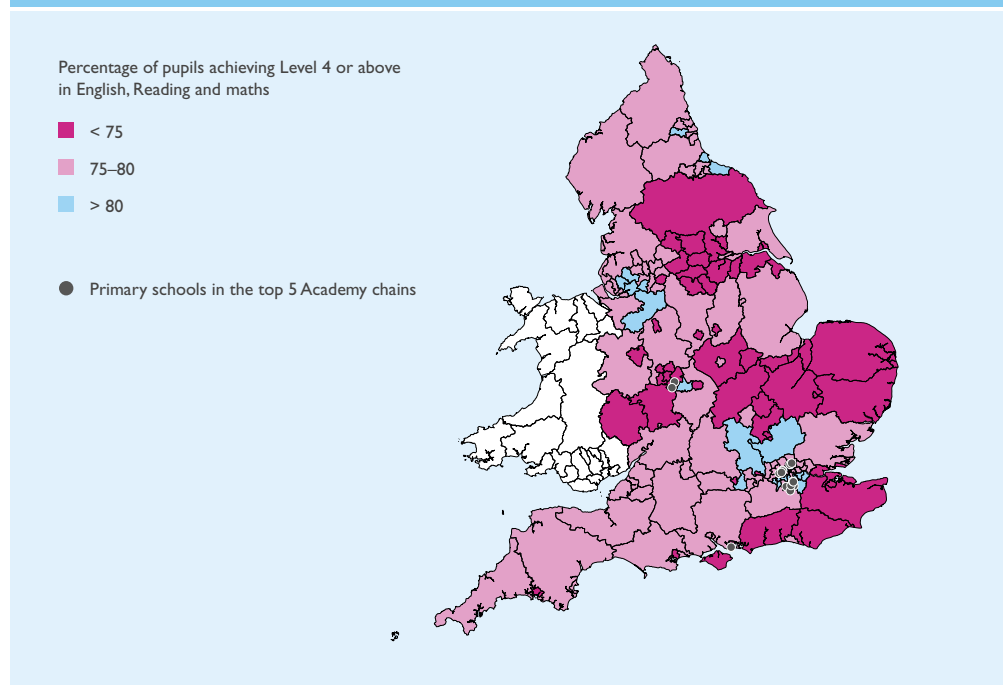 Percentage of pupils achieving Level 4 or above
in English, Reading and maths
< 75
75–80
> 80
Primary schools in the top 5 Academy chains